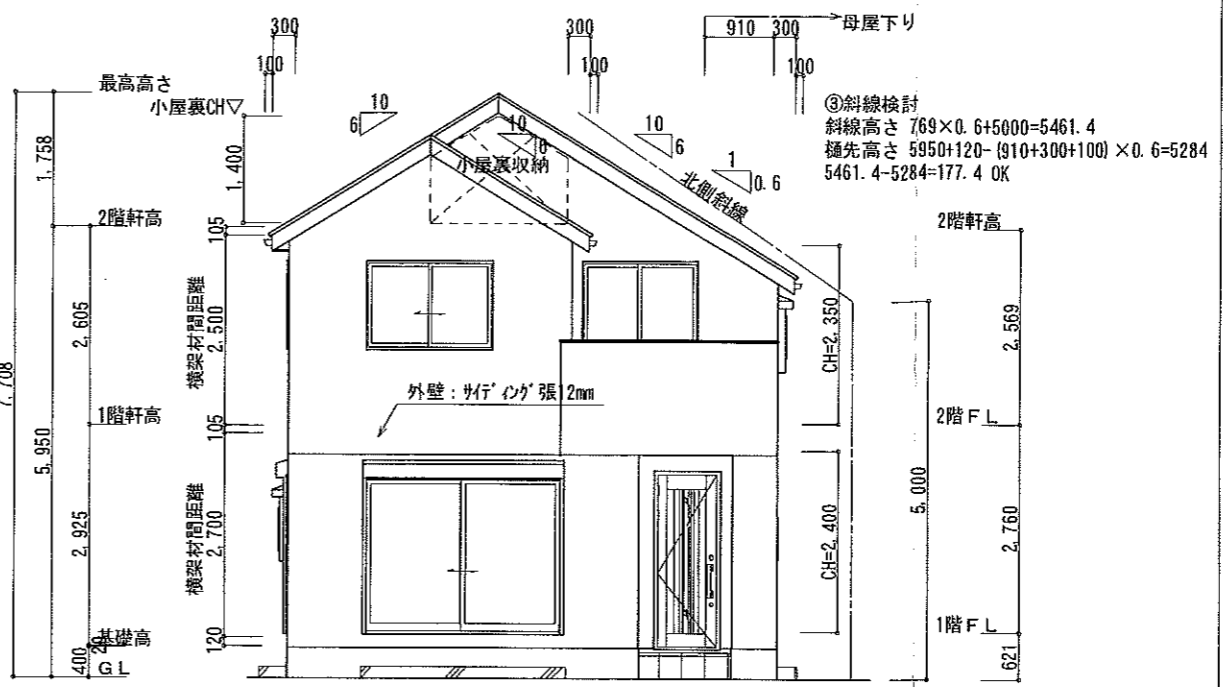 300
300
910
300
母屋下り
100
100
100
最高高さ
小屋裏CH▽
10
6
10
6
10
6
1
0.6
北側斜線
小屋裏収納
③斜線検討
斜線高さ 769×0.6+5000=5461.4
樋先高さ 5950+120-(910+300+100)×0.6=5284
5461.4-5284=177.4 OK
1,758
1,400
2階軒高
105
2階軒高
2,605
横架材間距離
2,500
CH=2,350
2,569
7,708
5,950
外壁：サイディング張12mm
1階軒高
105
2階FL
2,925
横架材間距離
2,700
CH=2,400
5,000
2,760
基礎高
20
120
1階FL
400
GL
621